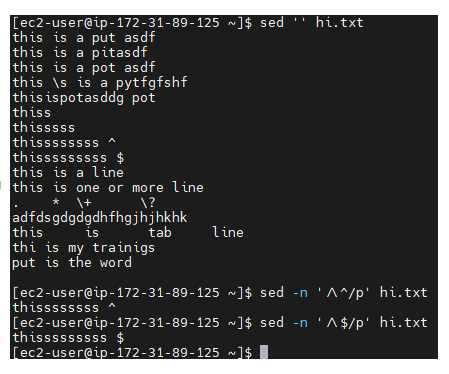 [ec2-user@ip-172-31-89-125 ~]$ sed '' hi.txt
this is a put asdf
this is a pitasdf
this is a pot asdf
this \s is a pytfgfshf
thisispotasddg pot
thiss
thisssss
thisssssssss ^
thissssssssss $
this is a line
this is one or more line
.    *  \+      \?
adfdsgdgdgdhfhgjhjhkhk
this     is      tab     line
thi is my trainigs
put is the word

[ec2-user@ip-172-31-89-125 ~]$ sed -n '/\^/p' hi.txt
thisssssssss ^
[ec2-user@ip-172-31-89-125 ~]$ sed -n '/\$/p' hi.txt
thissssssssss $
[ec2-user@ip-172-31-89-125 ~]$